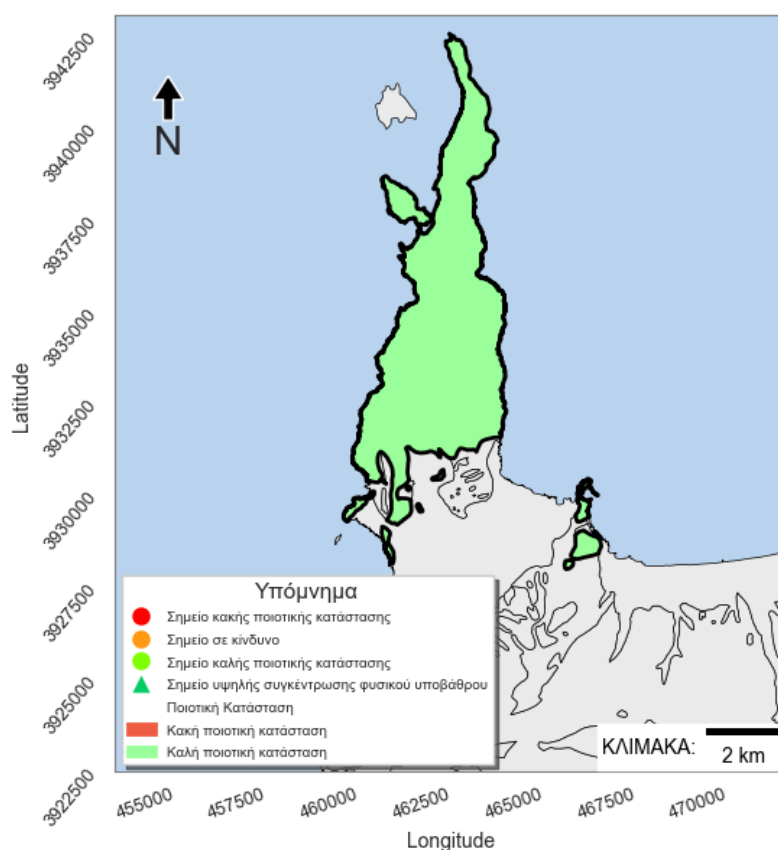 3942500
3940000
3937500
3935000
3932500
3930000
3927500
3925000
3922500
Latitude
N
Υπόμνημα
Σημείο κακής ποιοτικής κατάστασης
Σημείο σε κίνδυνο
Σημείο καλής ποιοτικής κατάστασης
Σημείο υψηλής συγκέντρωσης φυσικού υποβάθρου
Ποιοτική Κατάσταση
Κακή ποιοτική κατάσταση
Καλή ποιοτική κατάσταση
ΚΛΙΜΑΚΑ:
2 km
455000 457500 460000 462500 465000 467500 470000
Longitude